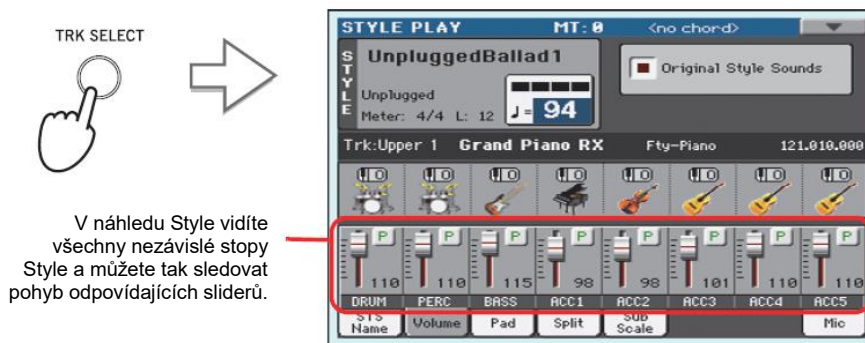 TRK SELECT
V náhledu Style vidíte
všechny nezávislé stopy
Style a můžete tak sledovat
pohyb odpovídajících sliderů.
STYLE PLAY MT: 0 <no chord>
STYLE
UnpluggedBallad1
Unplugged
Meter: 4/4 L: 12 ♩= 94
Original Style Sounds
Trk:Upper 1 Grand Piano RX Fty-Piano 121.010.000
P P P P P P P P
110 110 115 98 98 101 110 110
DRUM PERC BASS ACC1 ACC2 ACC3 ACC4 ACC5
STS Name Volume Pad Split Sub Scale Mic